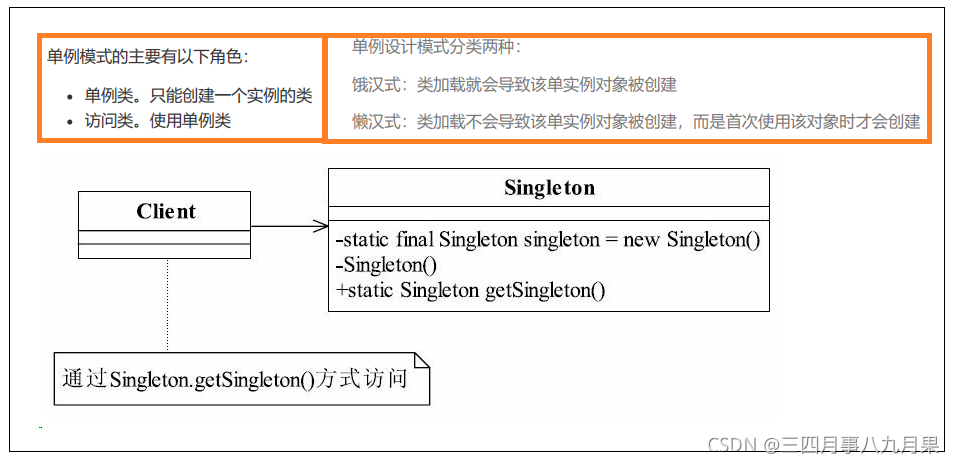 单例模式的主要有以下角色：
• 单例类。只能创建一个实例的类
• 访问类。使用单例类
单例设计模式分类两种：
饿汉式：类加载就会导致该单实例对象被创建
懒汉式：类加载不会导致该单实例对象被创建，而是首次使用该对象时才会创建
Client
Singleton
-static final Singleton singleton = new Singleton()
-Singleton()
+static Singleton getSingleton()
通过Singleton.getSingleton()方式访问
CSDN @三四月事八九月果